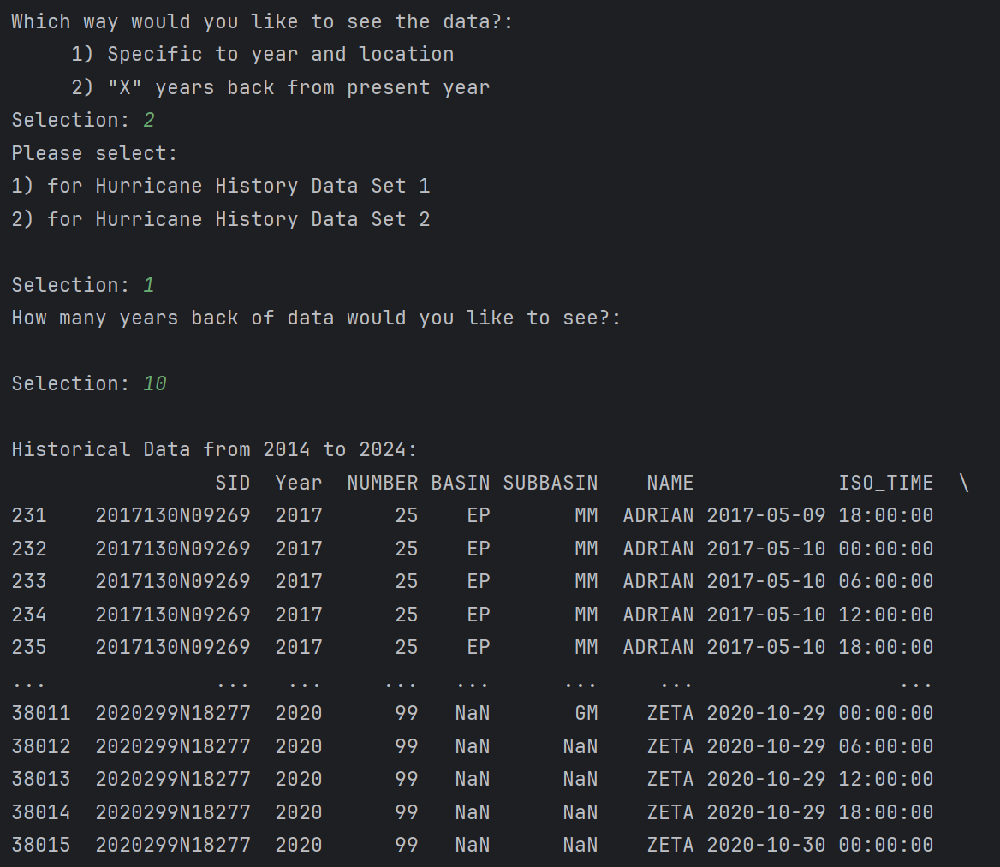 Which way would you like to see the data?:
     1) Specific to year and location
     2) "X" years back from present year
Selection: 2
Please select:
1) for Hurricane History Data Set 1
2) for Hurricane History Data Set 2
Selection: 1
How many years back of data would you like to see?:
Selection: 10
Historical Data from 2014 to 2024:
                 SID  Year  NUMBER BASIN SUBBASIN    NAME            ISO_TIME  \
231    2017130N09269  2017      25    EP       MM  ADRIAN 2017-05-09 18:00:00
232    2017130N09269  2017      25    EP       MM  ADRIAN 2017-05-10 00:00:00
233    2017130N09269  2017      25    EP       MM  ADRIAN 2017-05-10 06:00:00
234    2017130N09269  2017      25    EP       MM  ADRIAN 2017-05-10 12:00:00
235    2017130N09269  2017      25    EP       MM  ADRIAN 2017-05-10 18:00:00
...              ...   ...     ...   ...      ...     ...                 ...
38011  2020299N18277  2020      99   NaN       GM    ZETA 2020-10-29 00:00:00
38012  2020299N18277  2020      99   NaN      NaN    ZETA 2020-10-29 06:00:00
38013  2020299N18277  2020      99   NaN      NaN    ZETA 2020-10-29 12:00:00
38014  2020299N18277  2020      99   NaN      NaN    ZETA 2020-10-29 18:00:00
38015  2020299N18277  2020      99   NaN      NaN    ZETA 2020-10-30 00:00:00